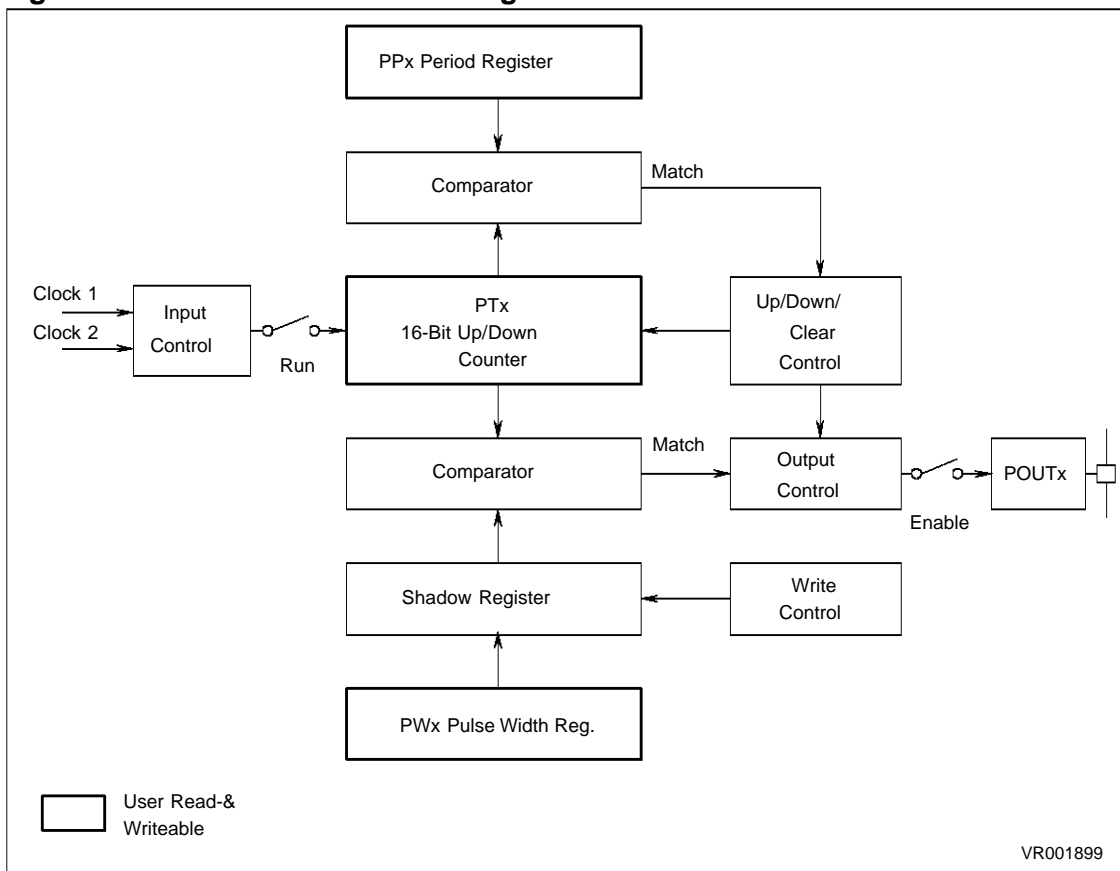 PPx Period Register
Comparator
Match
Clock 1
Clock 2
Input
Control
Run
PTx
16-Bit Up/Down
Counter
Up/Down/
Clear
Control
Comparator
Match
Output
Control
Enable
POUTx
Shadow Register
Write
Control
PWx Pulse Width Reg.
User Read-&
Writeable
VR001899